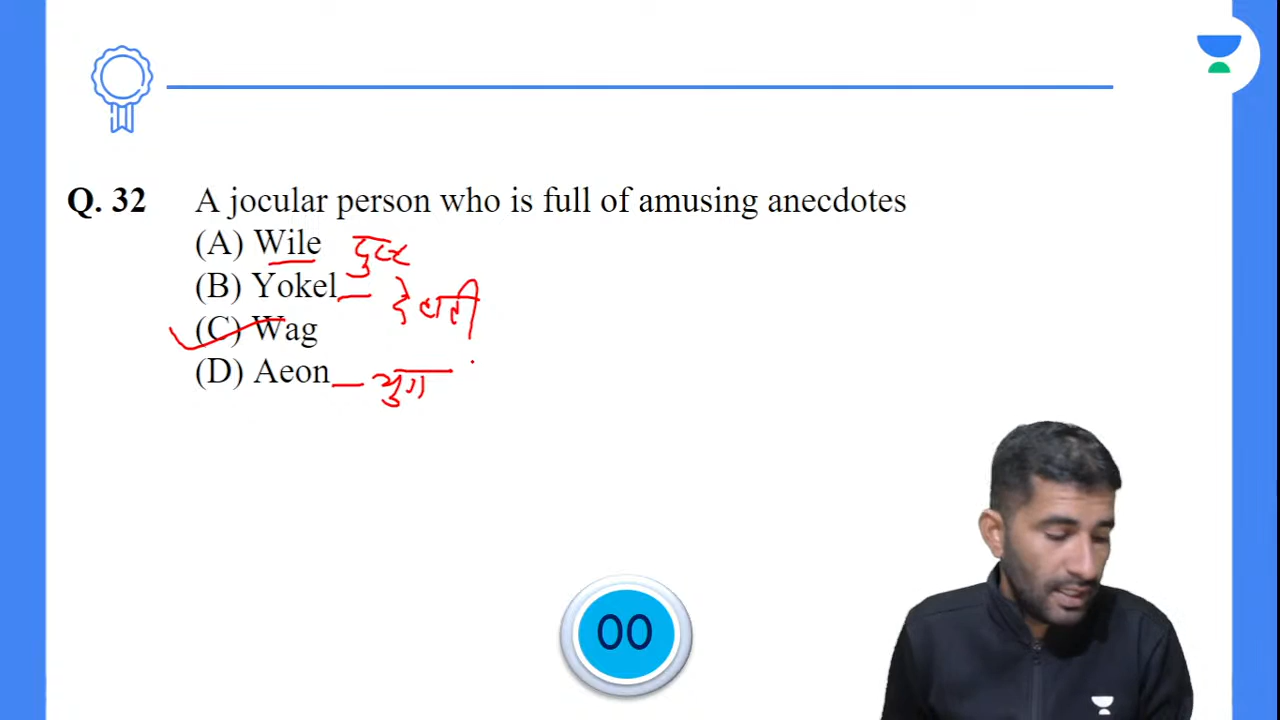 Q. 32 A jocular person who is full of amusing anecdotes
(A) Wile
(B) Yokel देहाती
(C) Wag
(D) Aeon युग
00